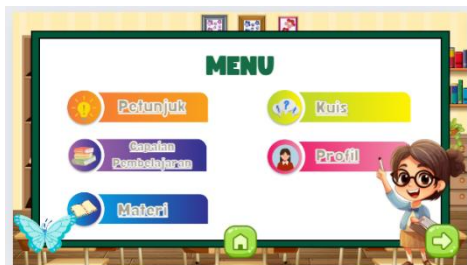 MENU
Petunjuk
Capaian
Pembelajaran
Materi
Kuis
Profil